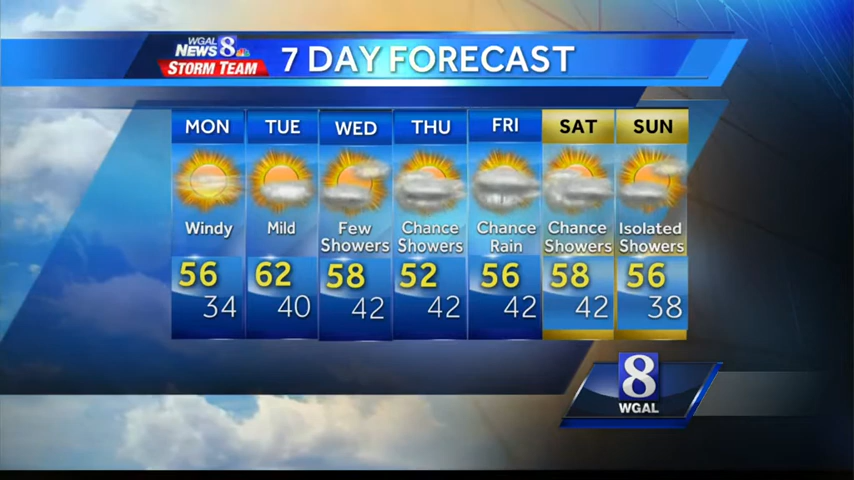 WGAL
NEWS 8
STORM TEAM
7 DAY FORECAST
MON TUE WED THU FRI SAT SUN
Windy Mild Few Showers Chance Showers Chance Rain Chance Showers Isolated Showers
56 62 58 52 56 58 56
34 40 42 42 42 42 38
8
WGAL